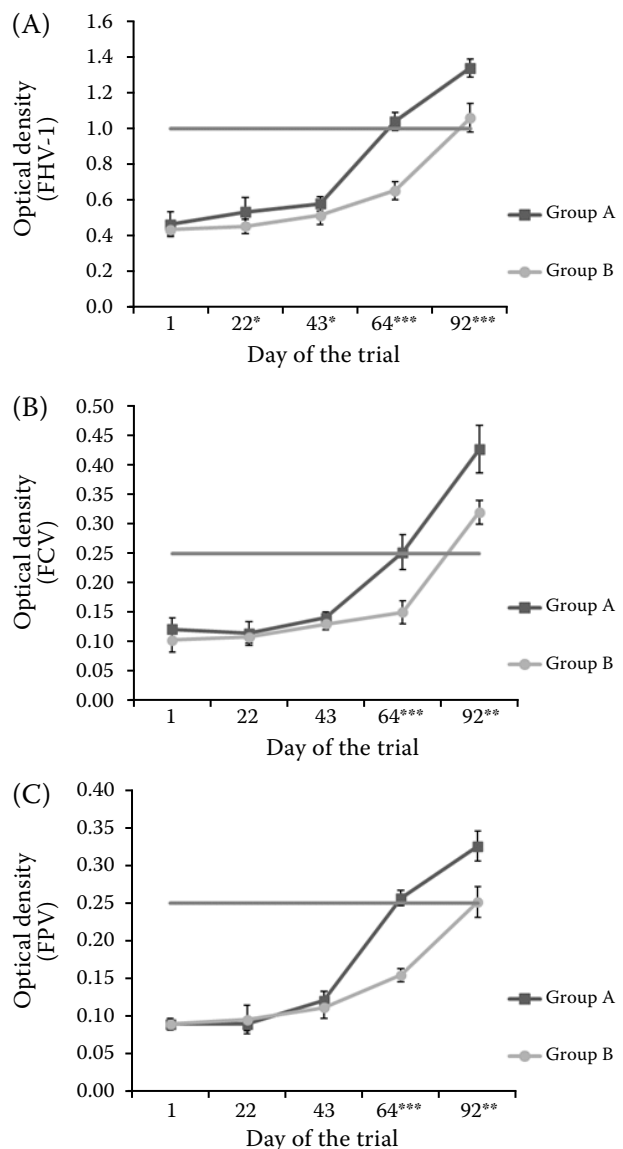 (A)
Optical density
(FHV-1)
1.6
1.4
1.2
1.0
0.8
0.6
0.4
0.2
0.0
Group A
Group B
1 22* 43* 64*** 92***
Day of the trial
(B)
Optical density
(FCV)
0.50
0.45
0.40
0.35
0.30
0.25
0.20
0.15
0.10
0.05
0.00
Group A
Group B
1 22 43 64*** 92**
Day of the trial
(C)
Optical density
(FPV)
0.40
0.35
0.30
0.25
0.20
0.15
0.10
0.05
0.00
Group A
Group B
1 22 43 64*** 92**
Day of the trial